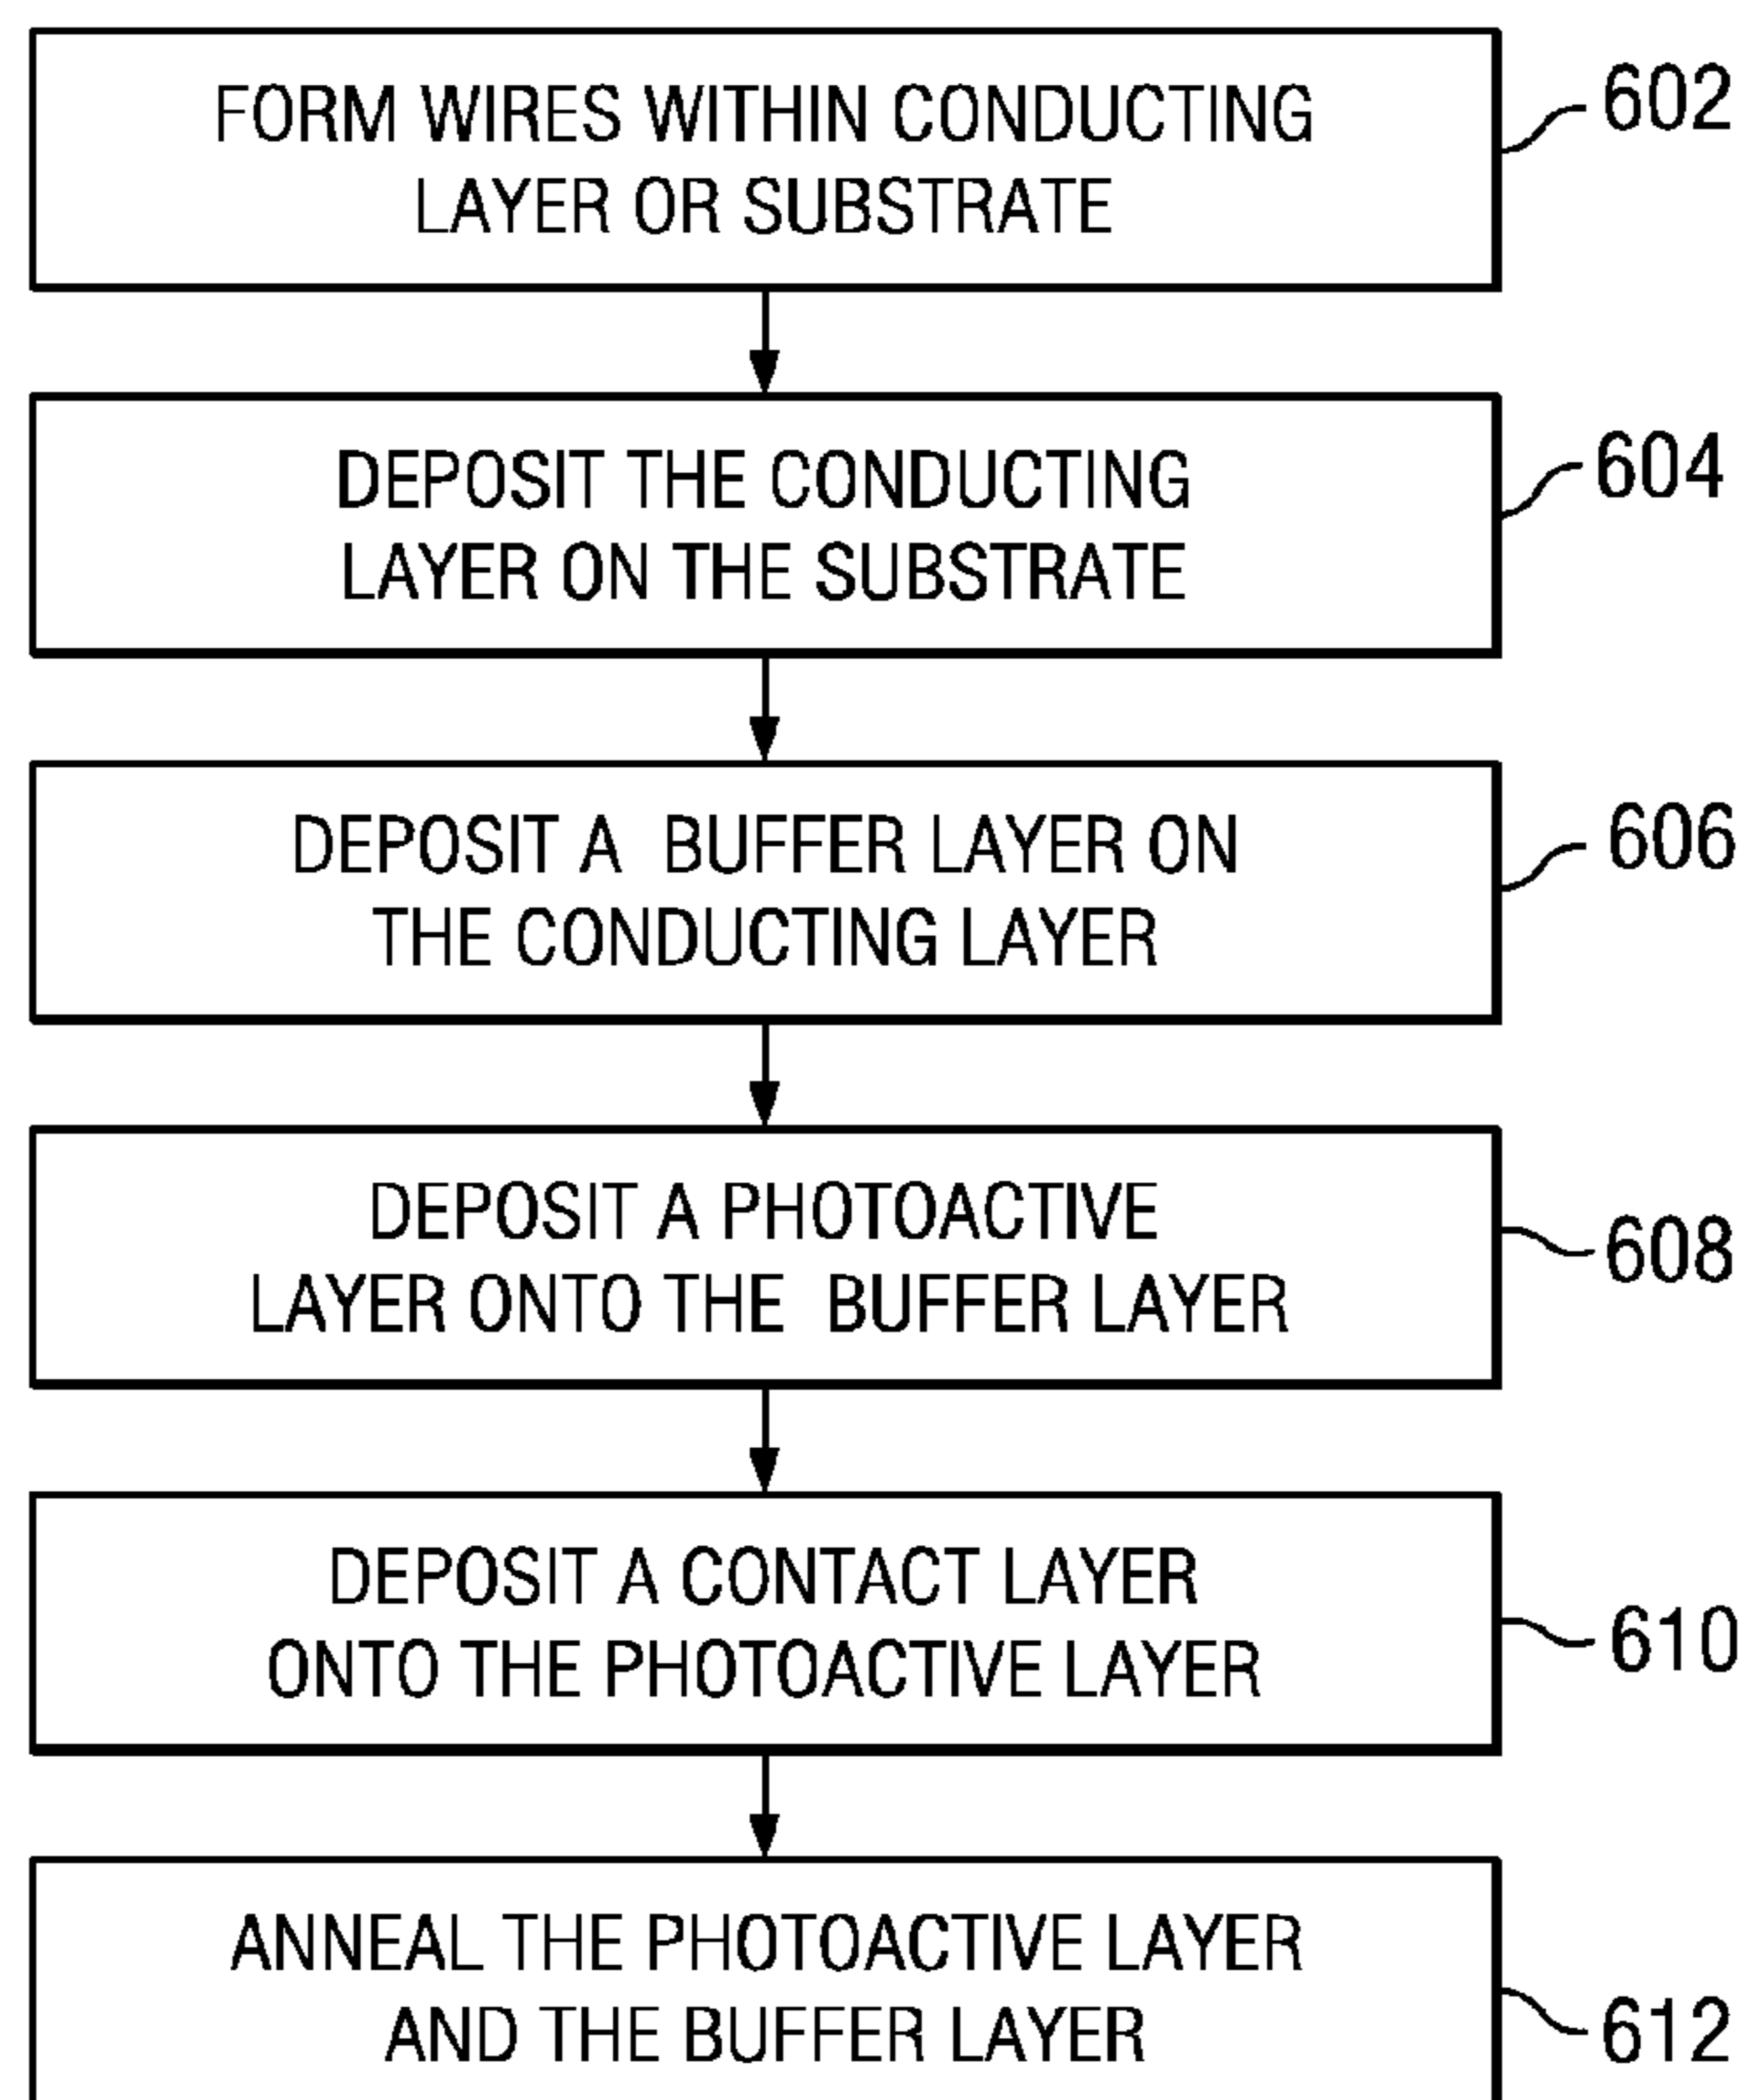 FORM WIRES WITHIN CONDUCTING
LAYER OR SUBSTRATE
602
DEPOSIT THE CONDUCTING
LAYER ON THE SUBSTRATE
604
DEPOSIT A BUFFER LAYER ON
THE CONDUCTING LAYER
606
DEPOSIT A PHOTOACTIVE
LAYER ONTO THE BUFFER LAYER
608
DEPOSIT A CONTACT LAYER
ONTO THE PHOTOACTIVE LAYER
610
ANNEAL THE PHOTOACTIVE LAYER
AND THE BUFFER LAYER
612